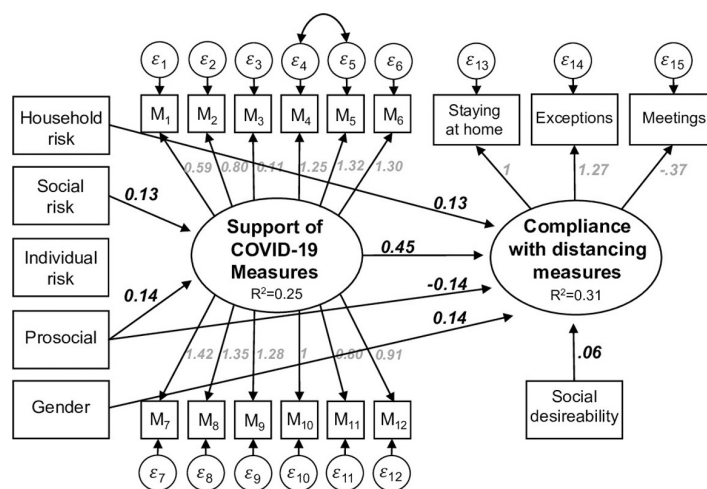 ε1 ε2 ε3 ε4 ε5 ε6 ε13 ε14 ε15
M1 M2 M3 M4 M5 M6
Staying
at home
Exceptions
Meetings
Household
risk
0.59 0.80 0.11 1.25 1.32 1.30
1 1.27 -.37
Social
risk
0.13
0.13
Individual
risk
Support of
COVID-19
Measures
R²=0.25
0.45
Compliance
with distancing
measures
R²=0.31
0.14
-0.14
Prosocial
0.14
1.42 1.35 1.28 1 0.80 0.91
.06
Gender
Social
desireability
M7 M8 M9 M10 M11 M12
ε7 ε8 ε9 ε10 ε11 ε12